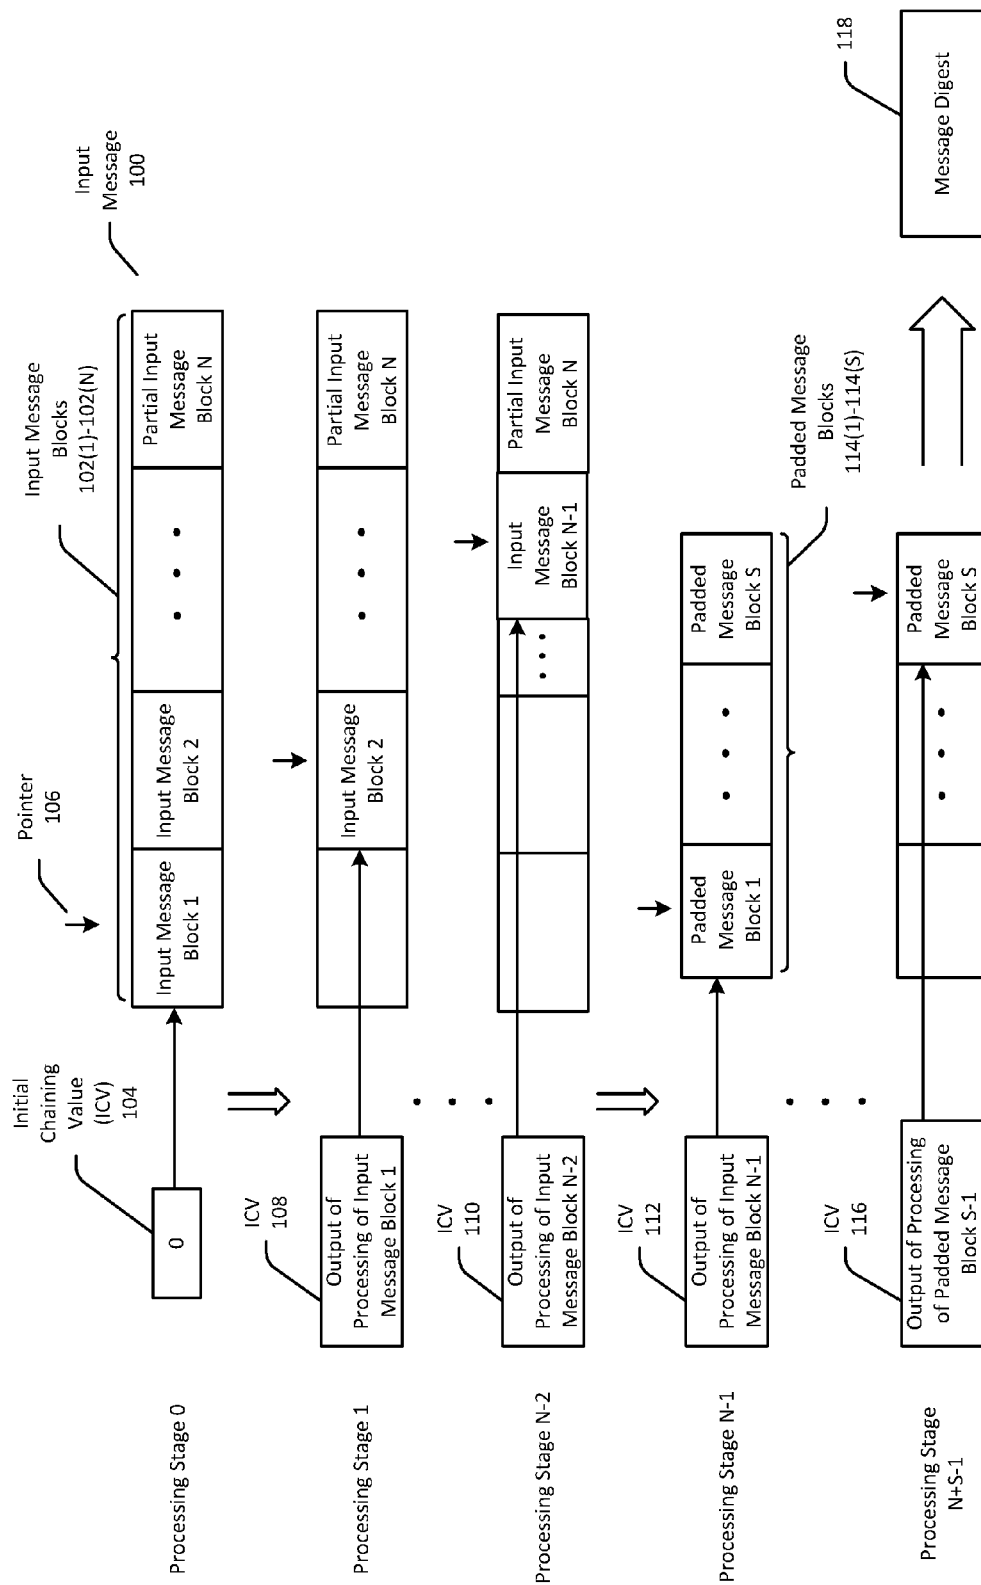 Input
Message
100
Input Message
Blocks
102(1)-102(N)
Pointer
106
Initial
Chaining
Value
(ICV)
104
Processing Stage 0
0
Input Message
Block 1
Input Message
Block 2
• • •
Partial Input
Message
Block N
ICV
108
Processing Stage 1
Output of
Processing of Input
Message Block 1
Input Message
Block 2
• • •
Partial Input
Message
Block N
• • •
ICV
110
Processing Stage N-2
Output of
Processing of Input
Message Block N-2
• • •
Input
Message
Block N-1
Partial Input
Message
Block N
ICV
112
Processing Stage N-1
Output of
Processing of Input
Message Block N-1
Padded
Message
Block 1
• • •
Padded
Message
Block S
Padded Message
Blocks
114(1)-114(S)
• • •
ICV
116
Processing Stage
N+S-1
Output of Processing
of Padded Message
Block S-1
• • •
Padded
Message
Block S
118
Message Digest